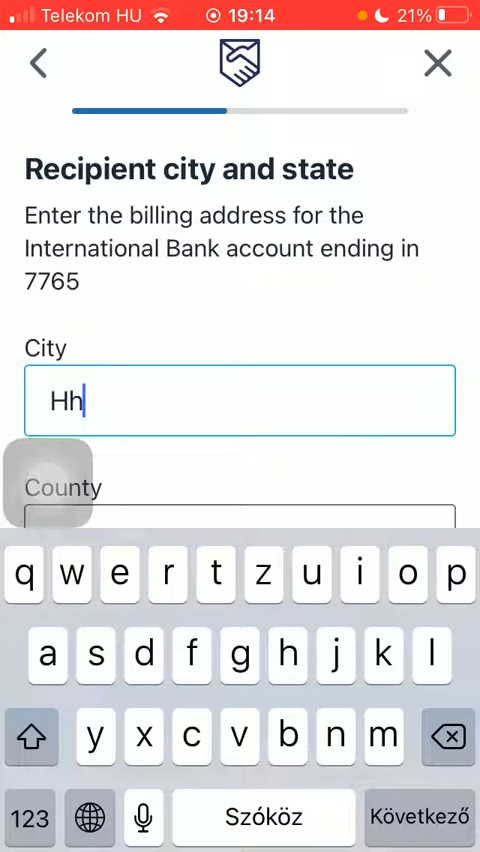 Telekom HU 19:14 21%
Recipient city and state
Enter the billing address for the
International Bank account ending in
7765
City
Hh
County
q w e r t z u i o p
a s d f g h j k l
y x c v b n m
123 Szóköz Következő